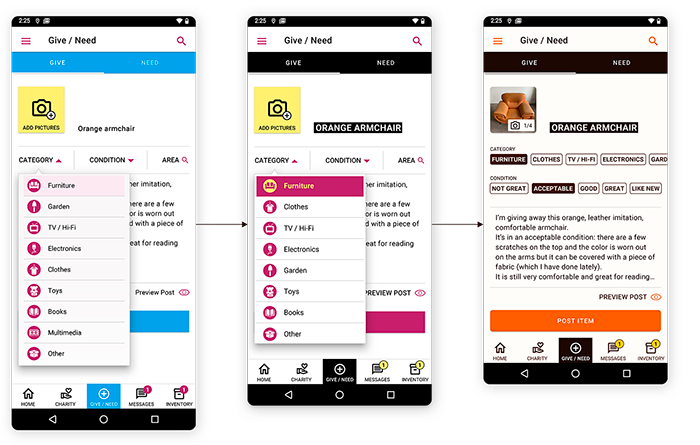 2:25
Give / Need
GIVE
NEED
ADD PICTURES
Orange armchair
CATEGORY
CONDITION
AREA
Furniture
Garden
TV / Hi-Fi
Electronics
Clothes
Toys
Books
Multimedia
Other
her imitation,
here are a few
or is worn out
d with a piece of
eat for reading
Preview Post
HOME
CHARITY
GIVE / NEED
MESSAGES
1
INVENTORY
1
2:25
Give / Need
GIVE
NEED
ADD PICTURES
ORANGE ARMCHAIR
CATEGORY
CONDITION
AREA
Furniture
Clothes
TV / Hi-Fi
Electronics
Garden
Toys
Books
Other
her imitation,
here are a few
or is worn out
d with a piece of
eat for reading
PREVIEW POST
HOME
CHARITY
GIVE / NEED
MESSAGES
1
INVENTORY
1
2:25
Give / Need
GIVE
NEED
1/4
ORANGE ARMCHAIR
CATEGORY
FURNITURE CLOTHES TV / HI-FI ELECTRONICS GARD
CONDITION
NOT GREAT ACCEPTABLE GOOD GREAT LIKE NEW
I'm giving away this orange, leather imitation,
comfortable armchair.
It's in an acceptable condition: there are a few
scratches on the top and the color is worn out
on the arms but it can be covered with a piece of
fabric (which I have done lately).
It is still very comfortable and great for reading...
PREVIEW POST
POST ITEM
HOME
CHARITY
GIVE / NEED
MESSAGES
1
INVENTORY
1